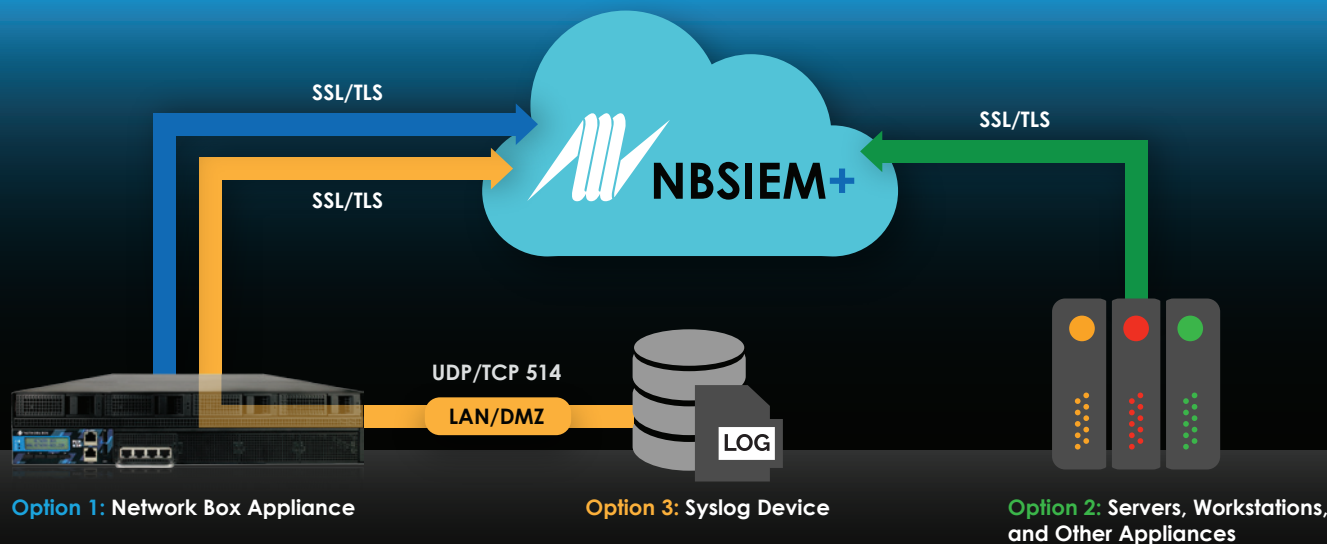 SSL/TLS
SSL/TLS
SSL/TLS
NBSIEM+
UDP/TCP 514
LAN/DMZ
LOG
Option 1: Network Box Appliance
Option 3: Syslog Device
Option 2: Servers, Workstations,
and Other Appliances